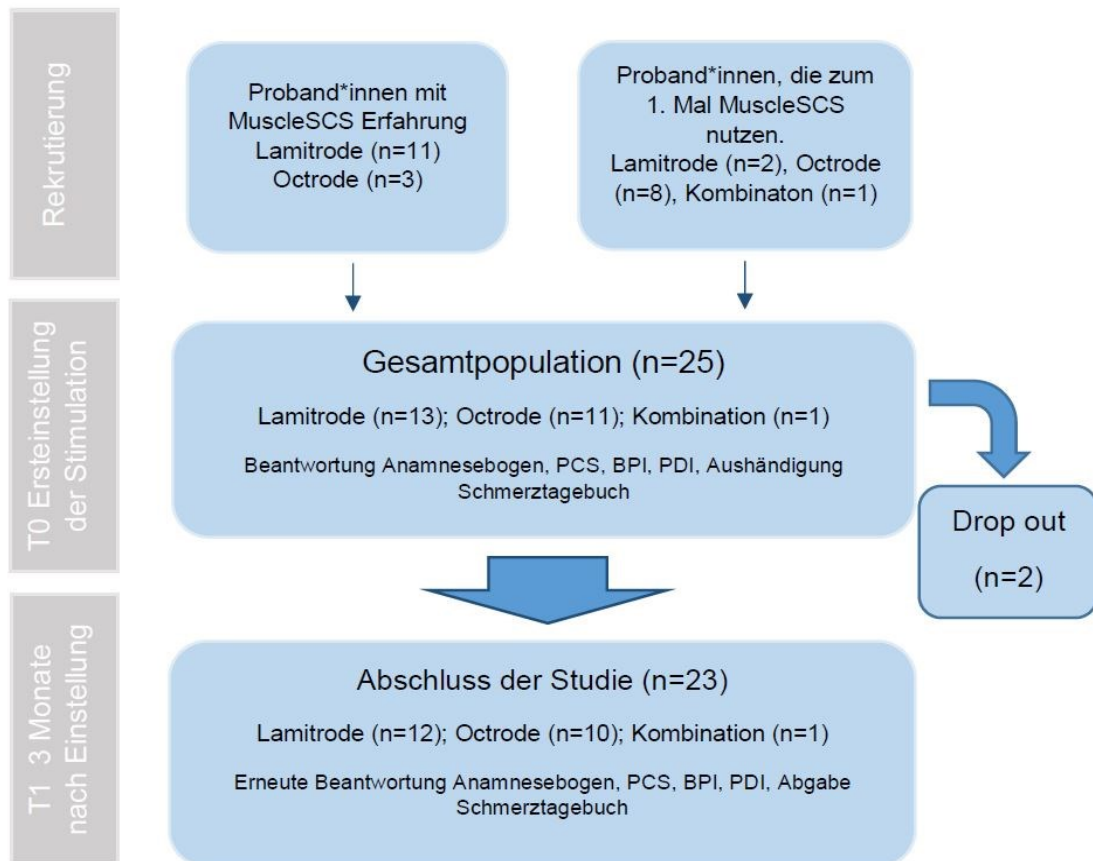 Rekrutierung
Proband*innen mit
MuscleSCS Erfahrung
Lamitrode (n=11)
Octrode (n=3)
Proband*innen, die zum
1. Mal MuscleSCS
nutzen.
Lamitrode (n=2), Octrode
(n=8), Kombinaton (n=1)
T0 Ersteinstellung
der Stimulation
Gesamtpopulation (n=25)
Lamitrode (n=13); Octrode (n=11); Kombination (n=1)
Beantwortung Anamnesebogen, PCS, BPI, PDI, Aushändigung
Schmerztagebuch
Drop out
(n=2)
T1 3 Monate
nach Einstellung
Abschluss der Studie (n=23)
Lamitrode (n=12); Octrode (n=10); Kombination (n=1)
Erneute Beantwortung Anamnesebogen, PCS, BPI, PDI, Abgabe
Schmerztagebuch